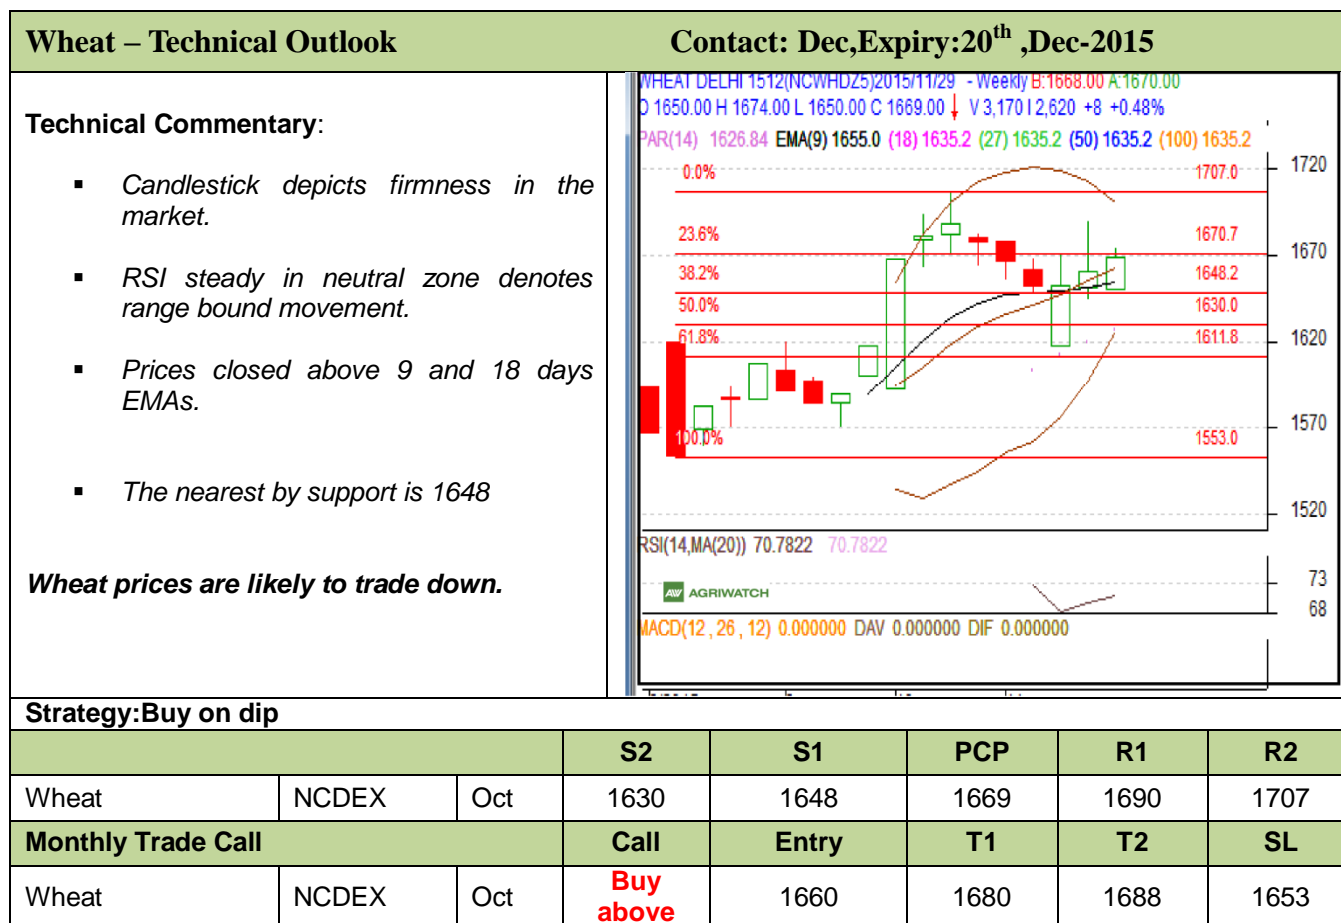 Wheat – Technical Outlook Contact: Dec,Expiry:20th ,Dec-2015
Technical Commentary:
▪ Candlestick depicts firmness in the
market.
▪ RSI steady in neutral zone denotes
range bound movement.
▪ Prices closed above 9 and 18 days
EMAs.
▪ The nearest by support is 1648
Wheat prices are likely to trade down.
WHEAT DELHI 1512(NCWHDZ5)2015/11/29 - Weekly B:1668.00 A:1670.00
O 1650.00 H 1674.00 L 1650.00 C 1669.00 ↓ V 3,170 I 2,620 +8 +0.48%
PAR(14) 1626.84 EMA(9) 1655.0 (18) 1635.2 (27) 1635.2 (50) 1635.2 (100) 1635.2
1720
0.0% 1707.0
23.6% 1670.7
1670
38.2% 1648.2
50.0% 1630.0
61.8% 1611.8
1620
1570
100.0% 1553.0
1520
RSI(14,MA(20)) 70.7822 70.7822
73
AW AGRIWATCH
68
MACD(12 , 26 , 12) 0.000000 DAV 0.000000 DIF 0.000000
Strategy:Buy on dip
S2 S1 PCP R1 R2
Wheat NCDEX Oct 1630 1648 1669 1690 1707
Monthly Trade Call Call Entry T1 T2 SL
Wheat NCDEX Oct Buy above 1660 1680 1688 1653